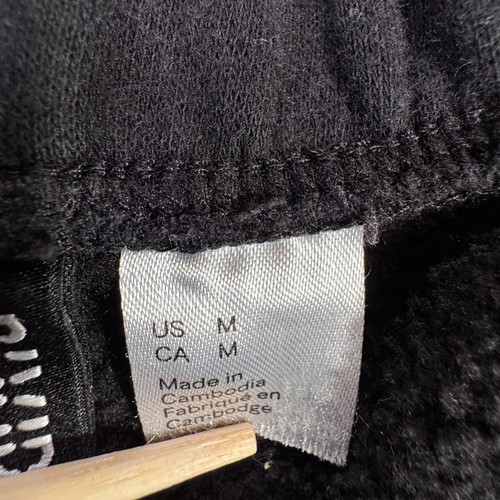 US M
CA M
Made in
Cambodia
Fabriqué en
Cambodge